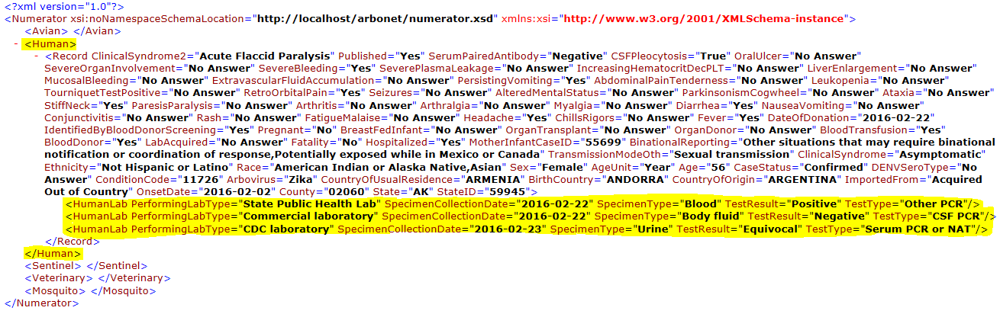 <?xml version="1.0"?>
<Numerator xsi:noNamespaceSchemaLocation="http://localhost/arbonet/numerator.xsd" xmlns:xsi="http://www.w3.org/2001/XMLSchema-instance">
<Avian> </Avian>
- <Human>
- <Record ClinicalSyndrome2="Acute Flaccid Paralysis" Published="Yes" SerumPairedAntibody="Negative" CSFPleocytosis="True" OralUlcer="No Answer"
SevereOrganInvolvement="No Answer" SevereBleeding="Yes" SeverePlasmaLeakage="No Answer" IncreasingHematocritDecPLT="No Answer" LiverEnlargement="No Answer"
MucosalBleeding="No Answer" ExtravascularFluidAccumulation="No Answer" PersistingVomiting="Yes" AbdominalPainTenderness="No Answer" Leukopenia="No Answer"
TourniquetTestPositive="No Answer" RetroOrbitalPain="Yes" Seizures="No Answer" AlteredMentalStatus="No Answer" ParkinsonismCogwheel="No Answer" Ataxia="No Answer"
StiffNeck="Yes" ParesisParalysis="No Answer" Arthritis="No Answer" Arthralgia="No Answer" Myalgia="No Answer" Diarrhea="Yes" NauseaVomiting="No Answer"
Conjunctivitis="No Answer" Rash="No Answer" FatigueMalaise="No Answer" Headache="Yes" ChillsRigors="No Answer" Fever="Yes" DateOfDonation="2016-02-22"
IdentifiedByBloodDonorScreening="Yes" Pregnant="No" BreastFedInfant="No Answer" OrganTransplant="No Answer" OrganDonor="No Answer" BloodTransfusion="Yes"
BloodDonor="Yes" LabAcquired="No Answer" Fatality="No" Hospitalized="Yes" MotherInfantCaseID="55699" BinationalReporting="Other situations that may require binational
notification or coordination of response,Potentially exposed while in Mexico or Canada" TransmissionModeOth="Sexual transmission" ClinicalSyndrome="Asymptomatic"
Ethnicity="Not Hispanic or Latino" Race="American Indian or Alaska Native,Asian" Sex="Female" AgeUnit="Year" Age="56" CaseStatus="Confirmed" DENVSeroType="No
Answer" ConditionCode="11726" Arbovirus="Zika" CountryOfUsualResidence="ARMENIA" BirthCountry="ANDORRA" CountryOfOrigin="ARGENTINA" ImportedFrom="Acquired
Out of Country" OnsetDate="2016-02-02" County="02060" State="AK" StateID="59945">
<HumanLab PerformingLabType="State Public Health Lab" SpecimenCollectionDate="2016-02-22" SpecimenType="Blood" TestResult="Positive" TestType="Other PCR"/>
<HumanLab PerformingLabType="Commercial laboratory" SpecimenCollectionDate="2016-02-22" SpecimenType="Body fluid" TestResult="Negative" TestType="CSF PCR"/>
<HumanLab PerformingLabType="CDC laboratory" SpecimenCollectionDate="2016-02-23" SpecimenType="Urine" TestResult="Equivocal" TestType="Serum PCR or NAT"/>
</Record>
</Human>
<Sentinel> </Sentinel>
<Veterinary> </Veterinary>
<Mosquito> </Mosquito>
</Numerator>